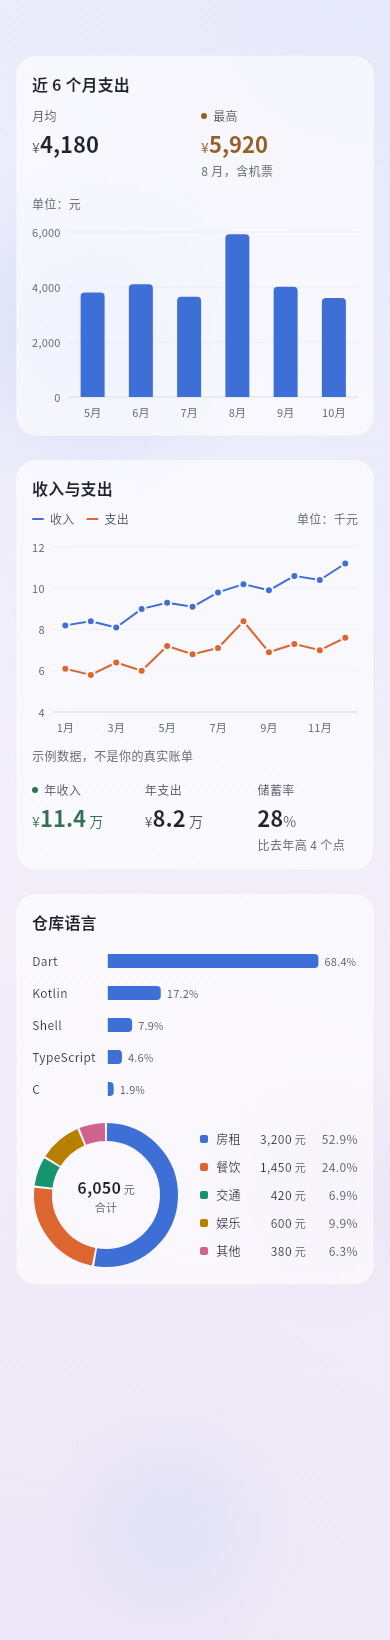 近 6 个月支出
月均 最高
¥4,180 ¥5,920
8 月，含机票
单位：元
6,000
4,000
2,000
0
5月 6月 7月 8月 9月 10月
收入与支出
收入 支出 单位：千元
12
10
8
6
4
1月 3月 5月 7月 9月 11月
示例数据，不是你的真实账单
年收入 年支出 储蓄率
¥11.4 万 ¥8.2 万 28%
比去年高 4 个点
仓库语言
Dart 68.4%
Kotlin 17.2%
Shell 7.9%
TypeScript 4.6%
C 1.9%
6,050 元
合计
房租 3,200 元 52.9%
餐饮 1,450 元 24.0%
交通 420 元 6.9%
娱乐 600 元 9.9%
其他 380 元 6.3%